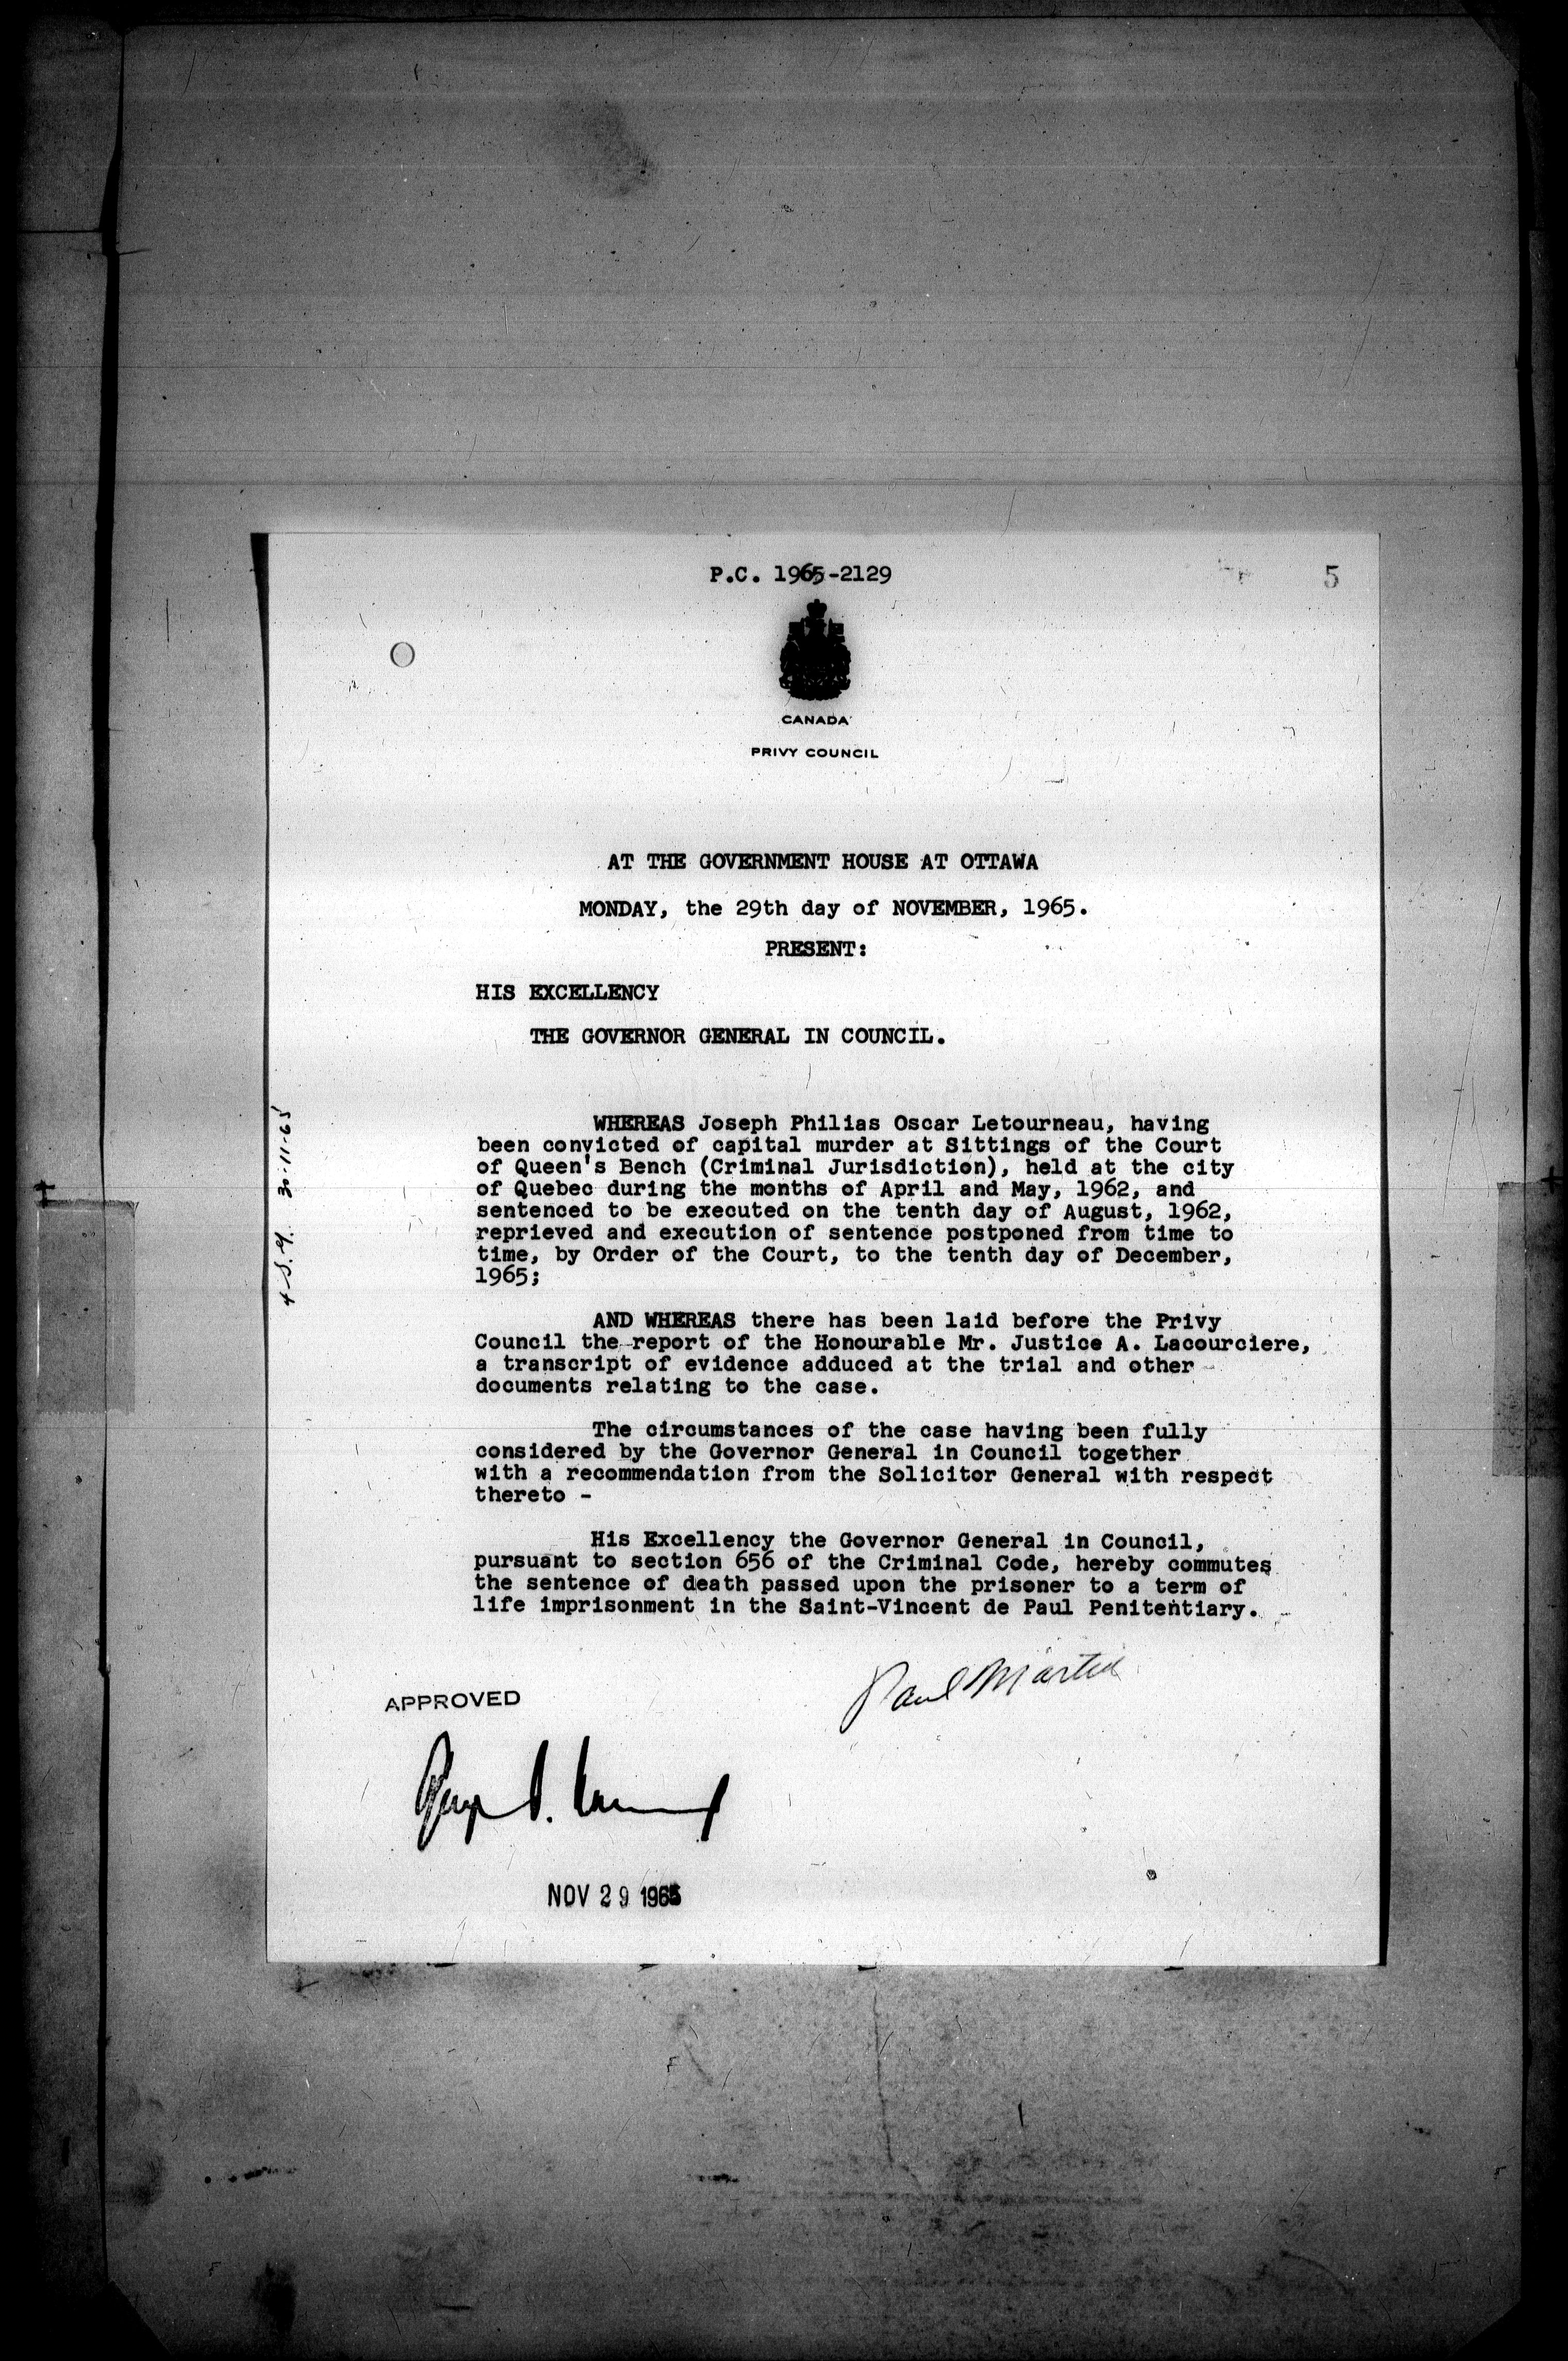 P.C. 1965-2129
5
CANADA
PRIVY COUNCIL
AT THE GOVERNMENT HOUSE AT OTTAWA
MONDAY, the 29th day of NOVEMBER, 1965.
PRESENT:
HIS EXCELLENCY
THE GOVERNOR GENERAL IN COUNCIL.
30-11-65
WHEREAS Joseph Philias Oscar Letourneau, having
been convicted of capital murder at Sittings of the Court
of Queen's Bench (Criminal Jurisdiction), held at the city
of Quebec during the months of April and May, 1962, and
sentenced to be executed on the tenth day of August, 1962,
reprieved and execution of sentence postponed from time to
time, by Order of the Court, to the tenth day of December,
1965;
AND WHEREAS there has been laid before the Privy
Council the report of the Honourable Mr. Justice A. Lacourciere,
a transcript of evidence adduced at the trial and other
documents relating to the case.
The circumstances of the case having been fully
considered by the Governor General in Council together
with a recommendation from the Solicitor General with respect
thereto -
His Excellency the Governor General in Council,
pursuant to section 656 of the Criminal Code, hereby commutes
the sentence of death passed upon the prisoner to a term of
life imprisonment in the Saint-Vincent de Paul Penitentiary.
Paul Martin
APPROVED
NOV 29 1965